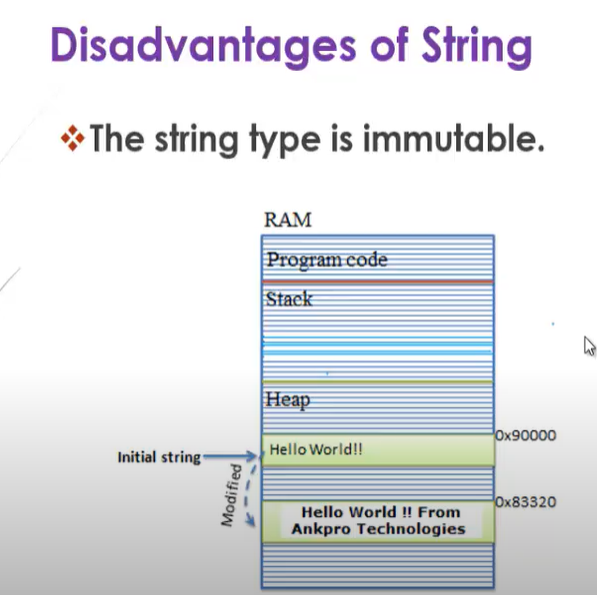 Disadvantages of String
The string type is immutable.
RAM
Program code
Stack
Heap
0x90000
Initial string
Hello World!!
Modified
0x83320
Hello World !! From
Ankpro Technologies